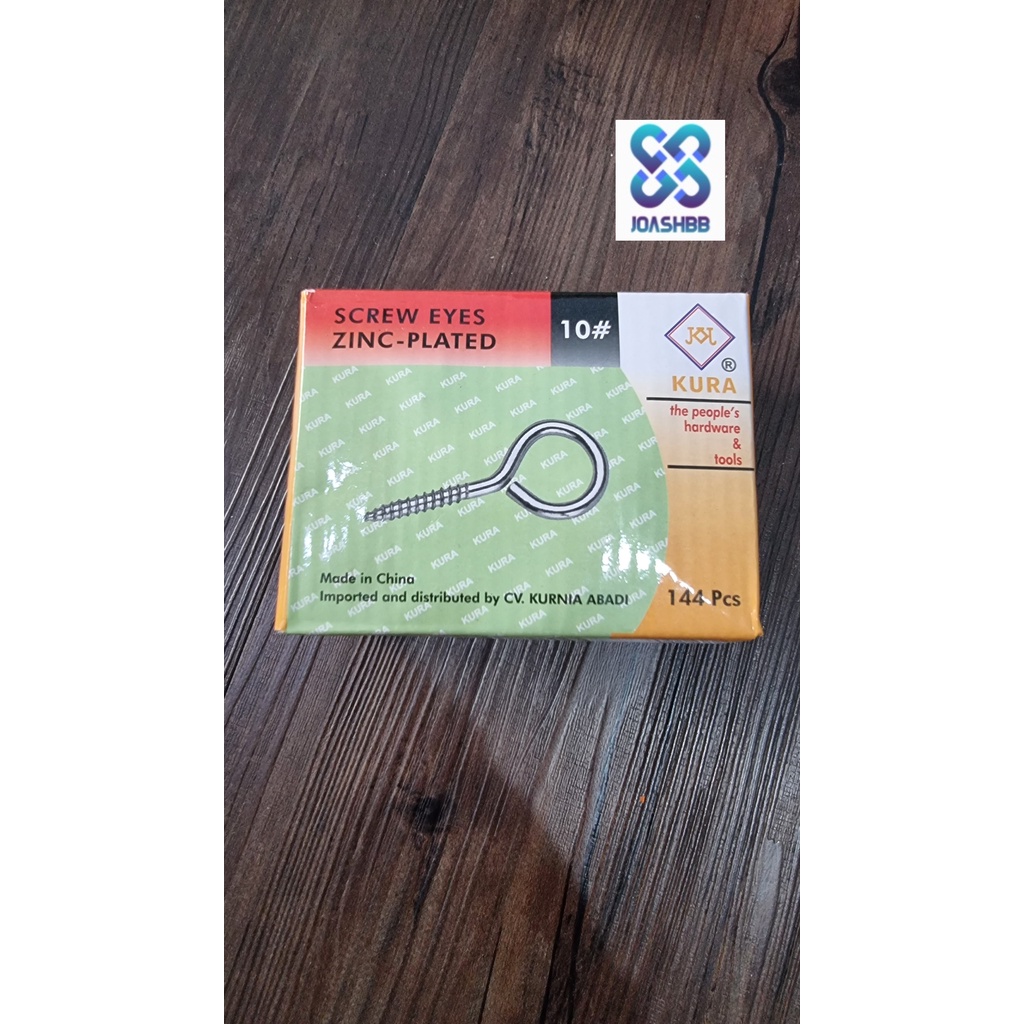 JOASHBB
SCREW EYES
ZINC-PLATED
10#
®
KURA
the people's
hardware
&
tools
Made in China
Imported and distributed by CV. KURNIA ABADI
144 Pcs